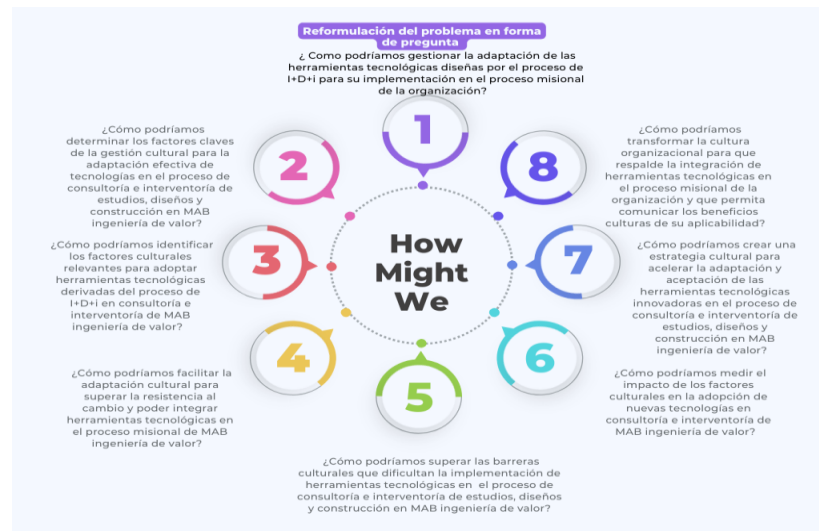 Reformulación del problema en forma
de pregunta
¿ Como podríamos gestionar la adaptación de las
herramientas tecnológicas diseñas por el proceso de
I+D+i para su implementación en el proceso misional
de la organización?
1
¿Cómo podríamos
determinar los factores claves
de la gestión cultural para la
adaptación efectiva de
tecnologías en el proceso de
consultoría e interventoría de
estudios, diseños y
construcción en MAB
ingeniería de valor?
2
¿Cómo podríamos identificar
los factores culturales
relevantes para adoptar
herramientas tecnológicas
derivadas del proceso de
I+D+i en consultoría e
interventoría de MAB
ingeniería de valor?
3
¿Cómo podríamos facilitar la
adaptación cultural para
superar la resistencia al
cambio y poder integrar
herramientas tecnológicas en
el proceso misional de MAB
ingeniería de valor?
4
5
¿Cómo podríamos superar las barreras
culturales que dificultan la implementación de
herramientas tecnológicas en el proceso de
consultoría e interventoría de estudios, diseños
y construcción en MAB ingeniería de valor?
6
¿Cómo podríamos medir el
impacto de los factores
culturales en la adopción de
nuevas tecnologías en
consultoría e interventoría de
MAB ingeniería de valor?
7
¿Cómo podríamos crear una
estrategia cultural para
acelerar la adaptación y
aceptación de las
herramientas tecnológicas
innovadoras en el proceso de
consultoría e interventoría de
estudios, diseños y
construcción en MAB
ingeniería de valor?
8
¿Cómo podríamos
transformar la cultura
organizacional para que
respalde la integración de
herramientas tecnológicas en
el proceso misional de la
organización y que permita
comunicar los beneficios
culturas de su aplicabilidad?
How
Might
We